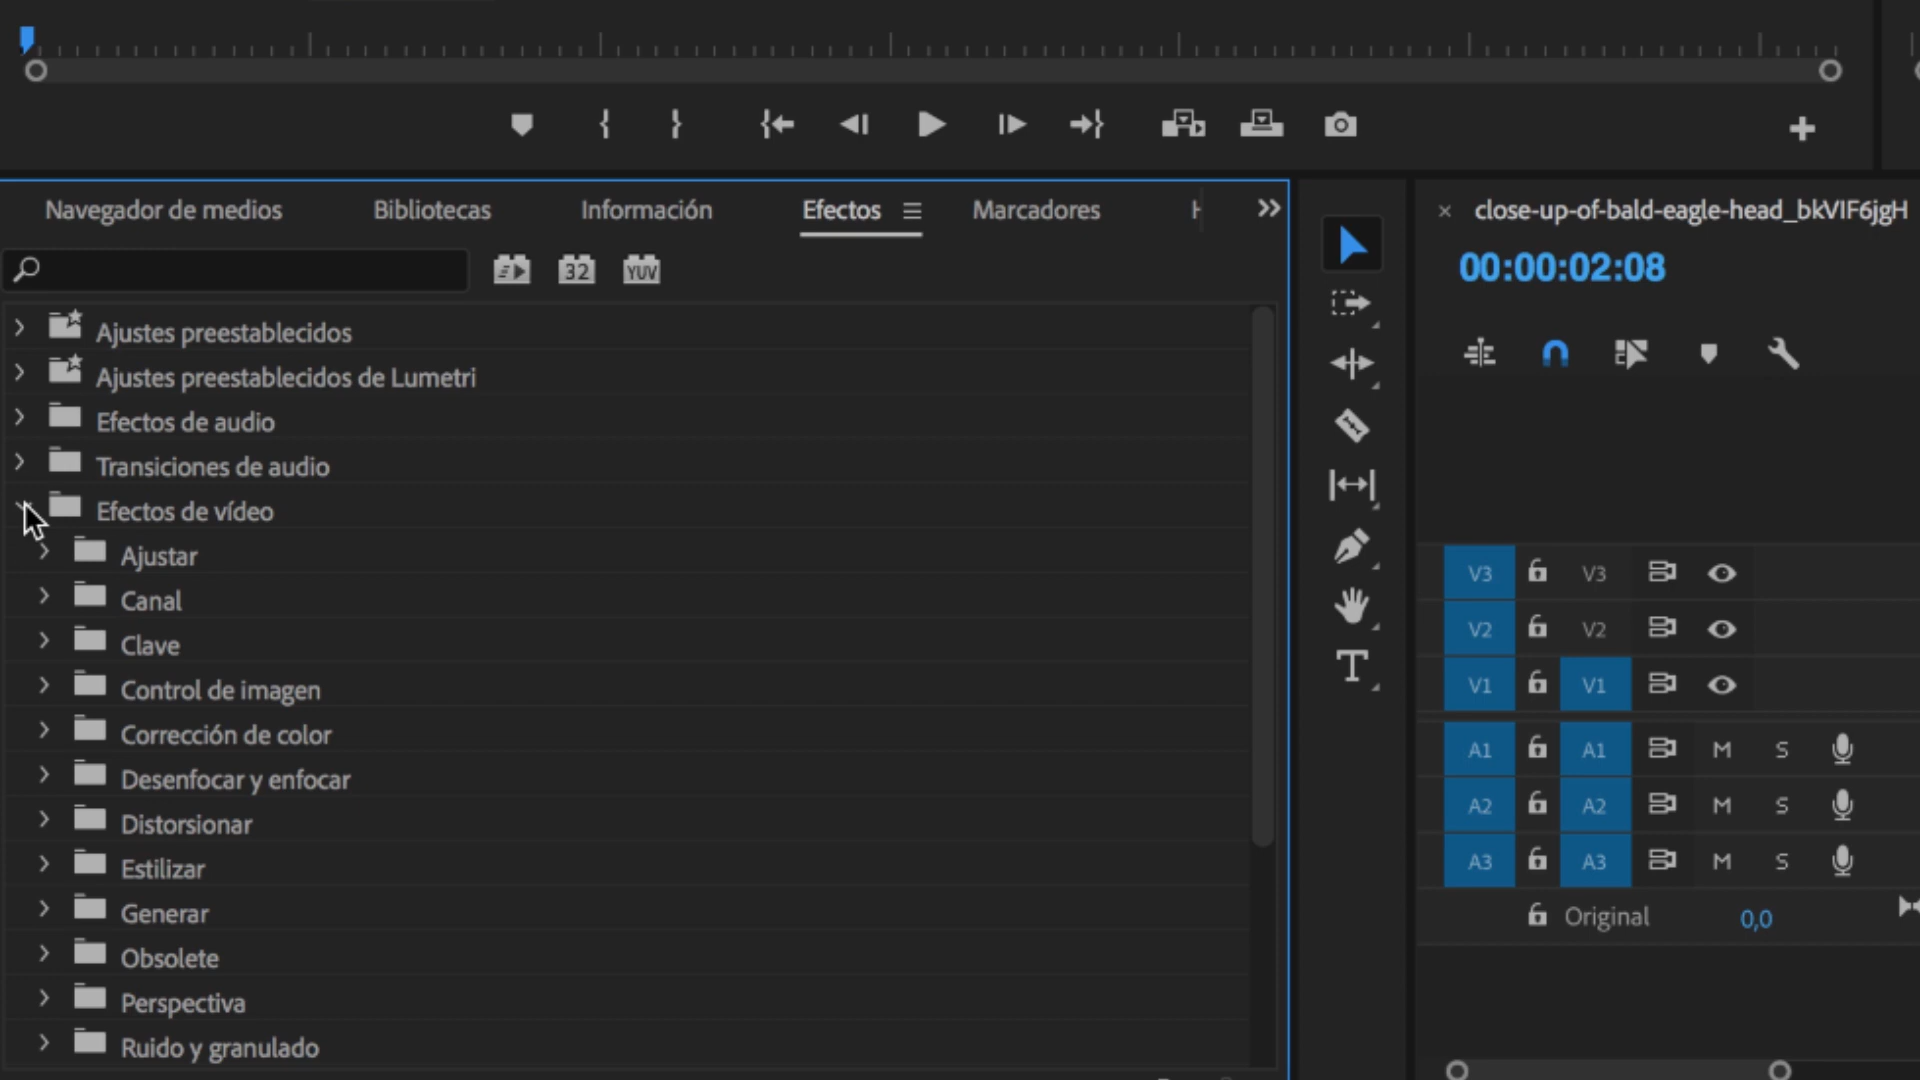 Navegador de medios
Bibliotecas
Información
Efectos
Marcadores
close-up-of-bald-eagle-head_bkVIF6jgH
00:00:02:08
32
YUV
Ajustes preestablecidos
Ajustes preestablecidos de Lumetri
Efectos de audio
Transiciones de audio
Efectos de vídeo
Ajustar
Canal
Clave
Control de imagen
Corrección de color
Desenfocar y enfocar
Distorsionar
Estilizar
Generar
Obsolete
Perspectiva
Ruido y granulado
V3 V3
V2 V2
V1 V1
A1 A1 M S
A2 A2 M S
A3 A3 M S
Original 0,0